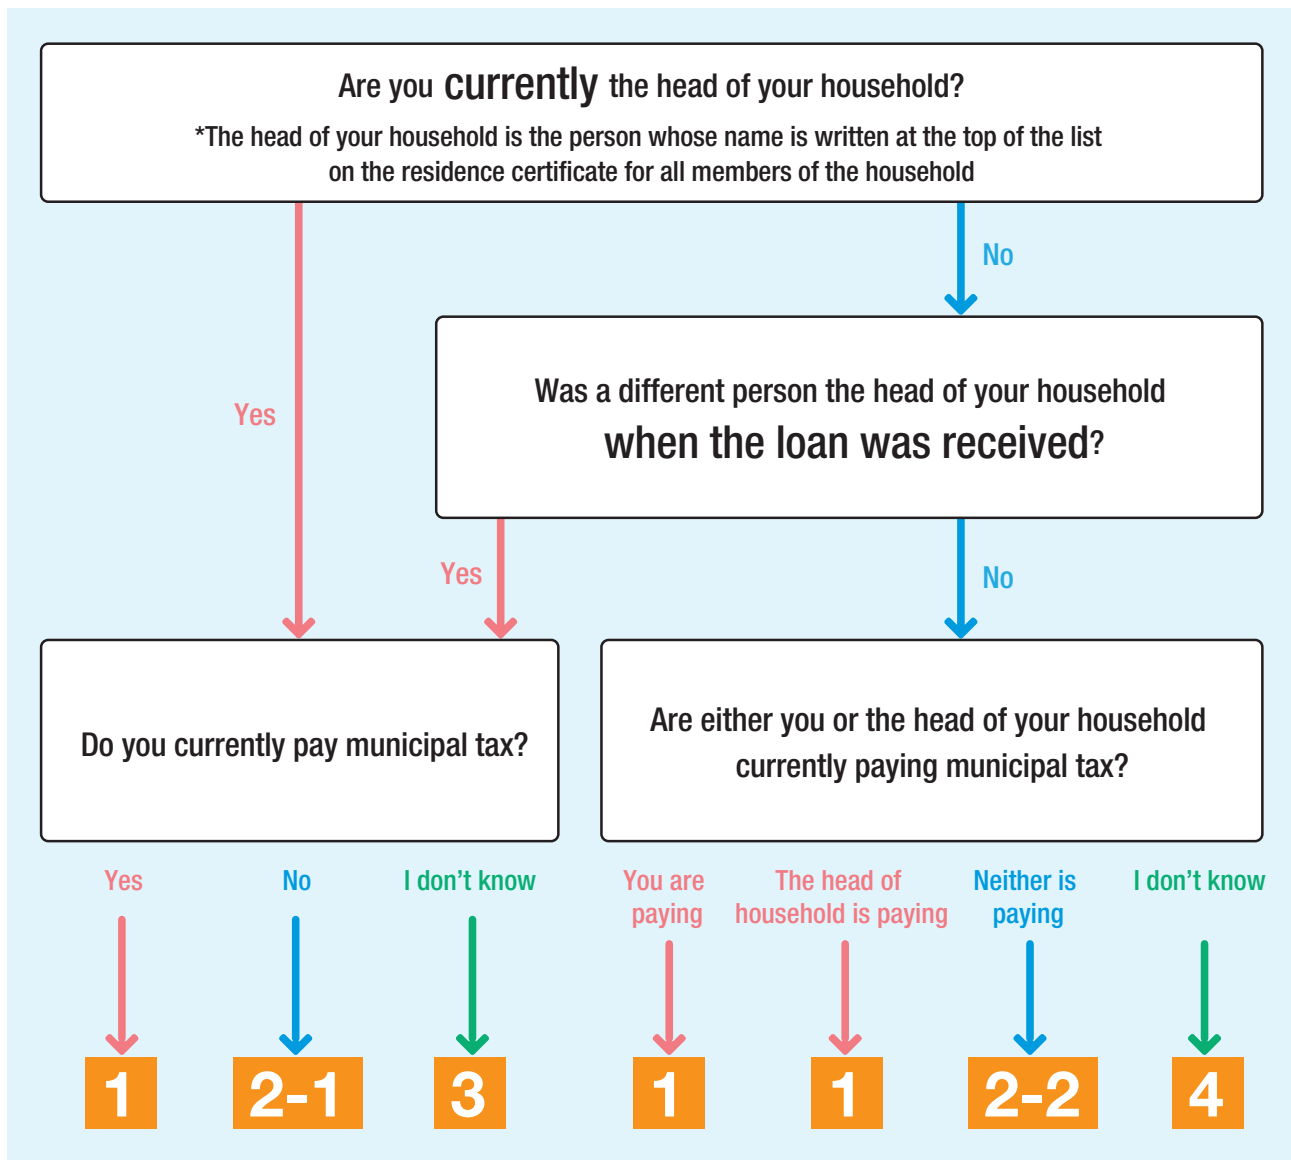 Are you currently the head of your household?
*The head of your household is the person whose name is written at the top of the list
on the residence certificate for all members of the household
No
Was a different person the head of your household
when the loan was received?
Yes
Yes
No
Do you currently pay municipal tax?
Are either you or the head of your household
currently paying municipal tax?
Yes
No
I don't know
You are
paying
The head of
household is paying
Neither is
paying
I don't know
1
2-1
3
1
1
2-2
4